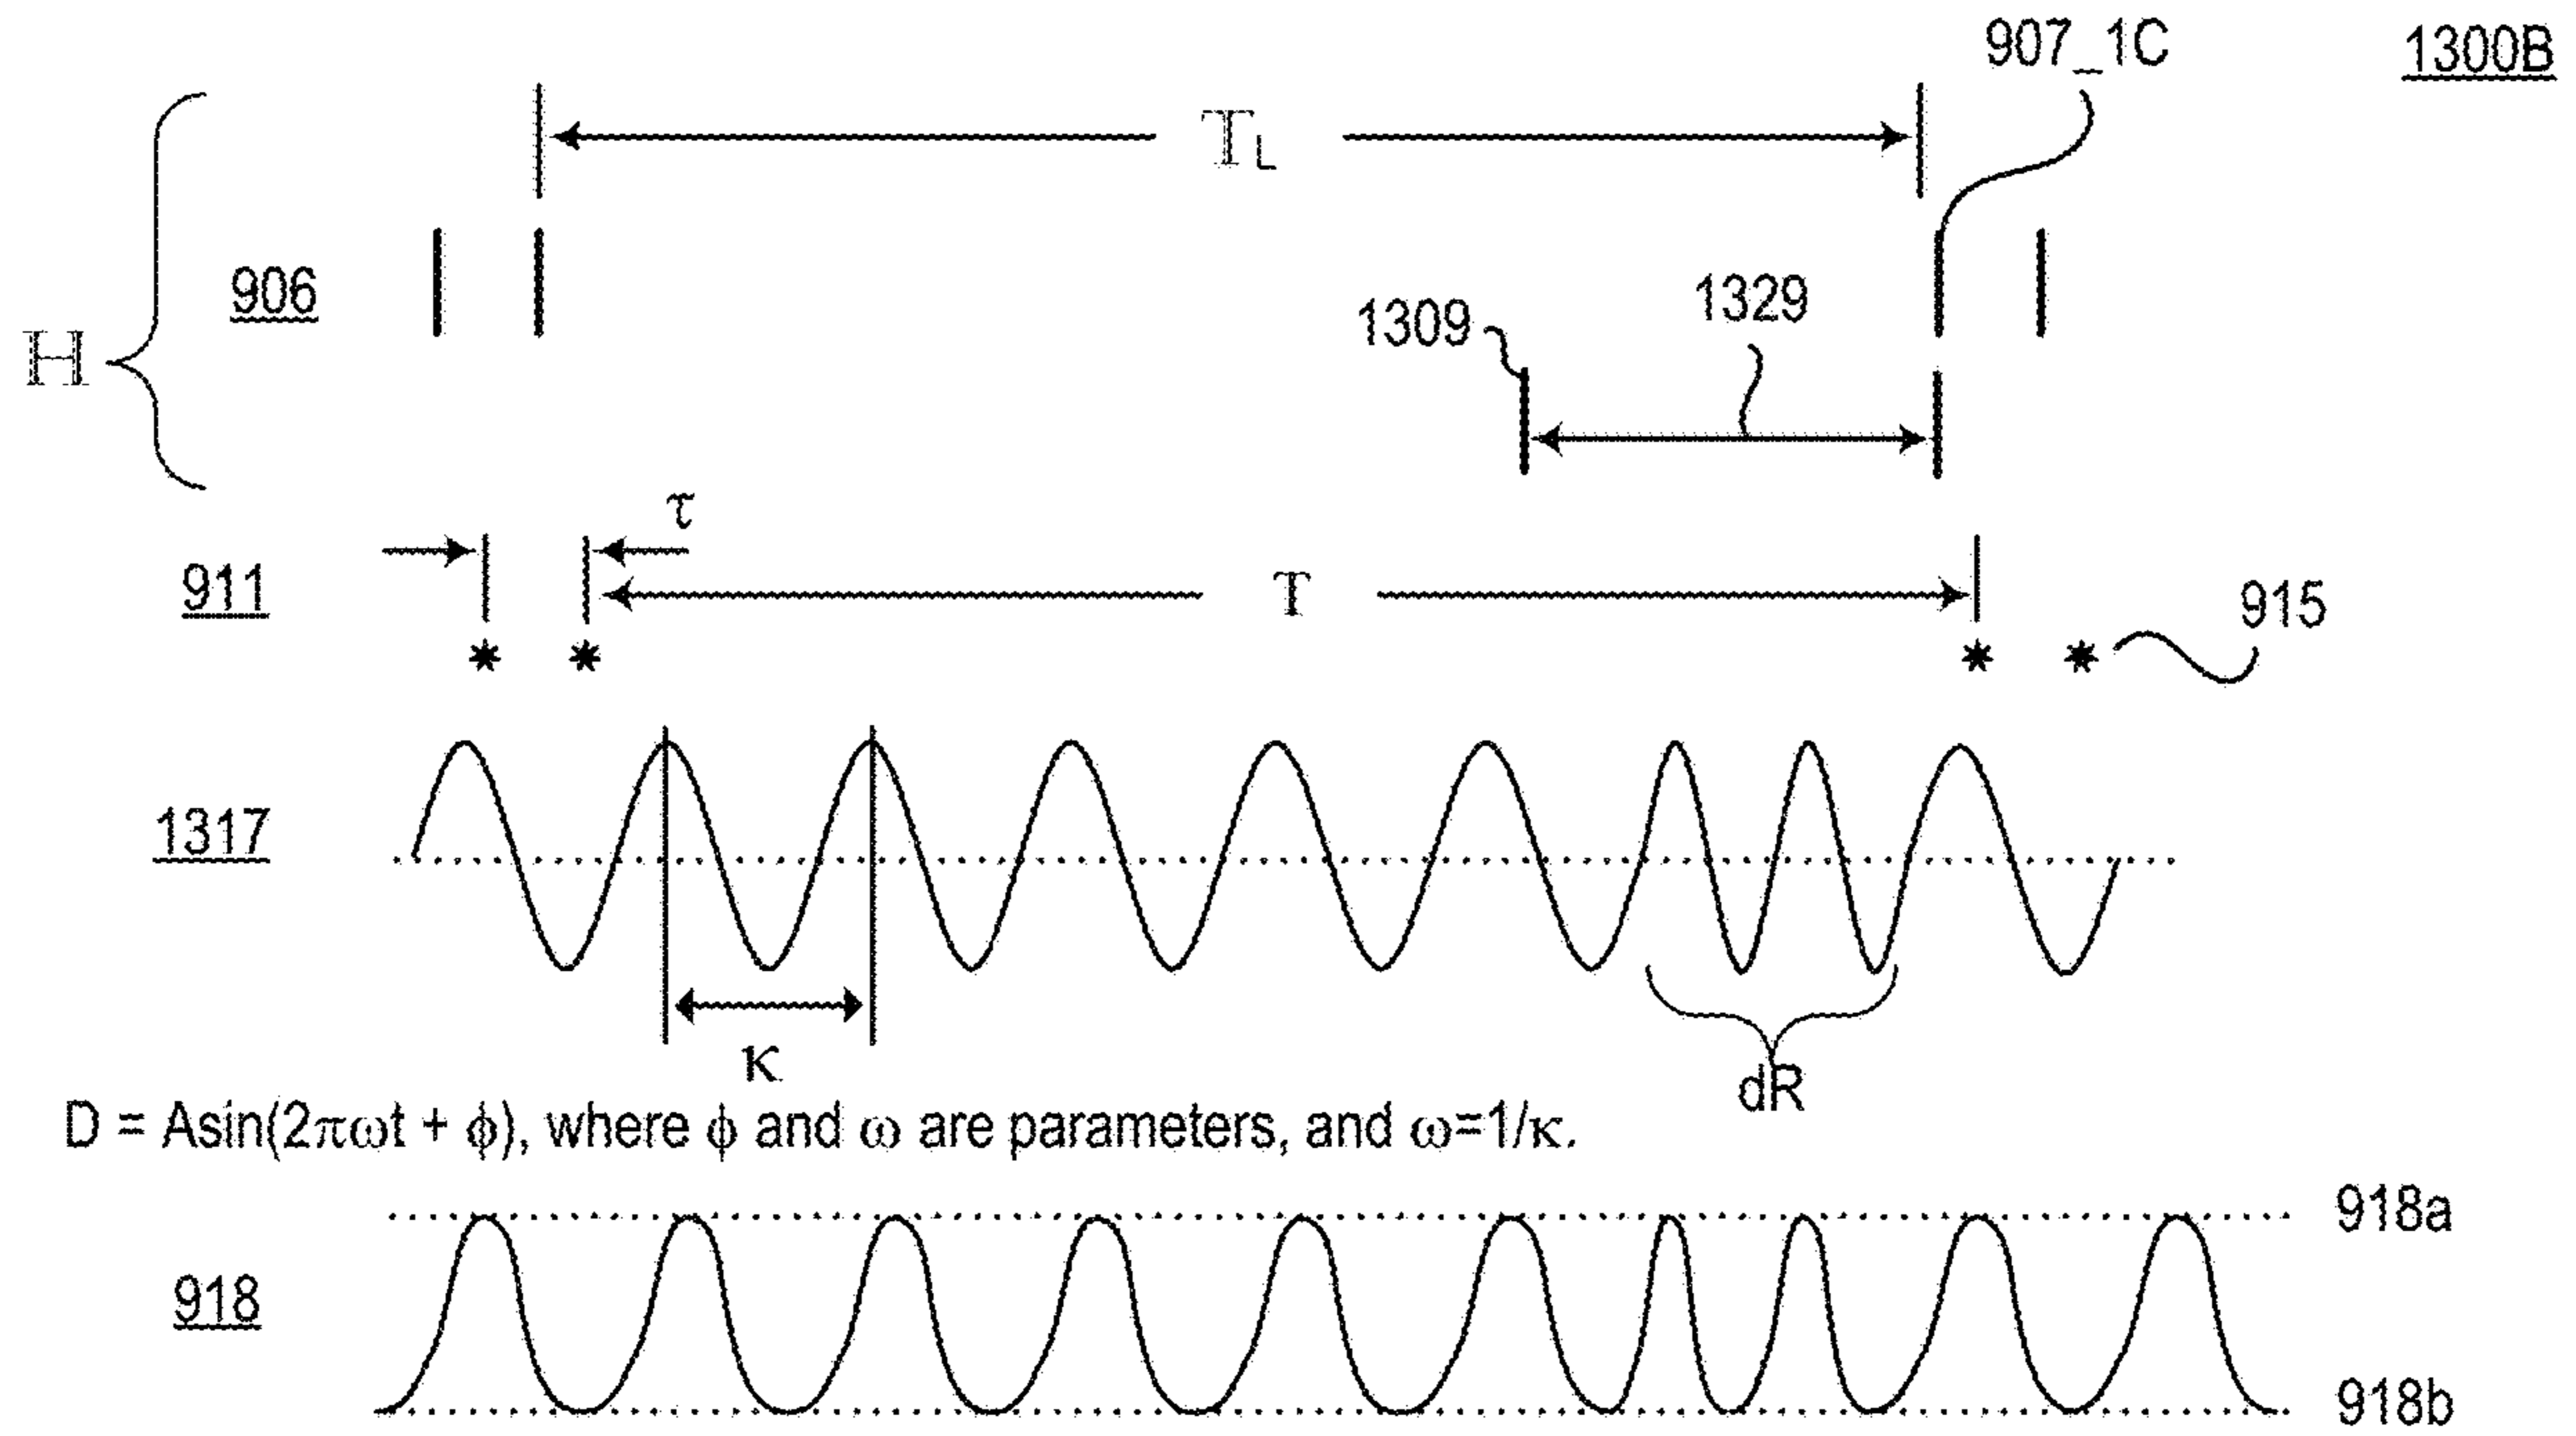 907_1C
1300B
𝕋L
906
1309
1329
ℍ
τ
911
𝕋
915
* * * *
1317
κ
dR
D = Asin(2πωt + ϕ), where ϕ and ω are parameters, and ω=1/κ.
918a
918
918b